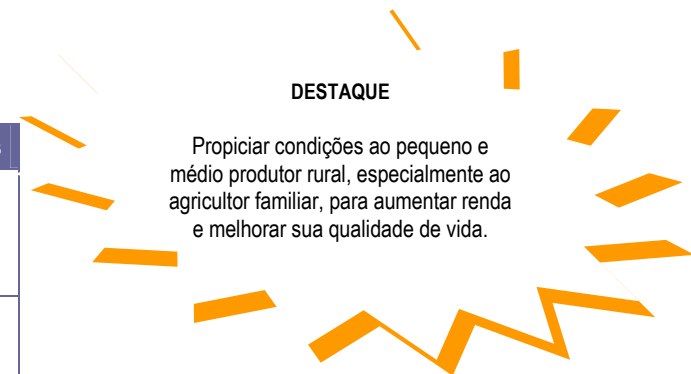 DESTAQUE
Propiciar condições ao pequeno e
médio produtor rural, especialmente ao
agricultor familiar, para aumentar renda
e melhorar sua qualidade de vida.